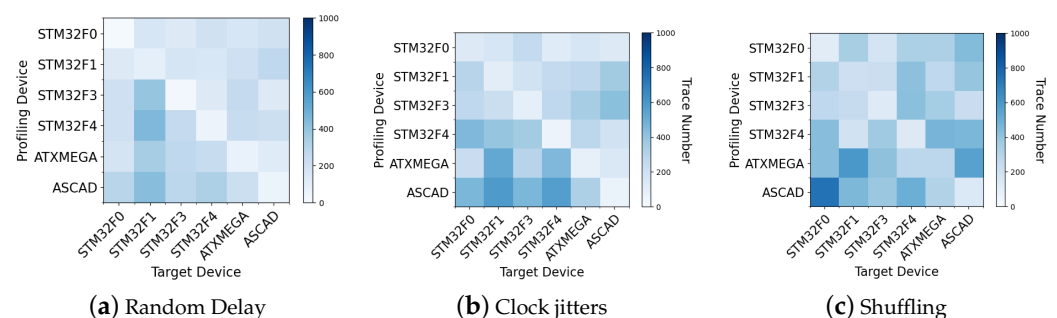 STM32F0
STM32F1
STM32F3
STM32F4
ATXMEGA
ASCAD
Profiling Device
STM32F0
STM32F1
STM32F3
STM32F4
ATXMEGA
ASCAD
Target Device
1000
800
600
400
200
0
(a) Random Delay
STM32F0
STM32F1
STM32F3
STM32F4
ATXMEGA
ASCAD
Profiling Device
STM32F0
STM32F1
STM32F3
STM32F4
ATXMEGA
ASCAD
Target Device
1000
800
600
400
200
0
Trace Number
(b) Clock jitters
STM32F0
STM32F1
STM32F3
STM32F4
ATXMEGA
ASCAD
Profiling Device
STM32F0
STM32F1
STM32F3
STM32F4
ATXMEGA
ASCAD
Target Device
1000
800
600
400
200
0
Trace Number
(c) Shuffling